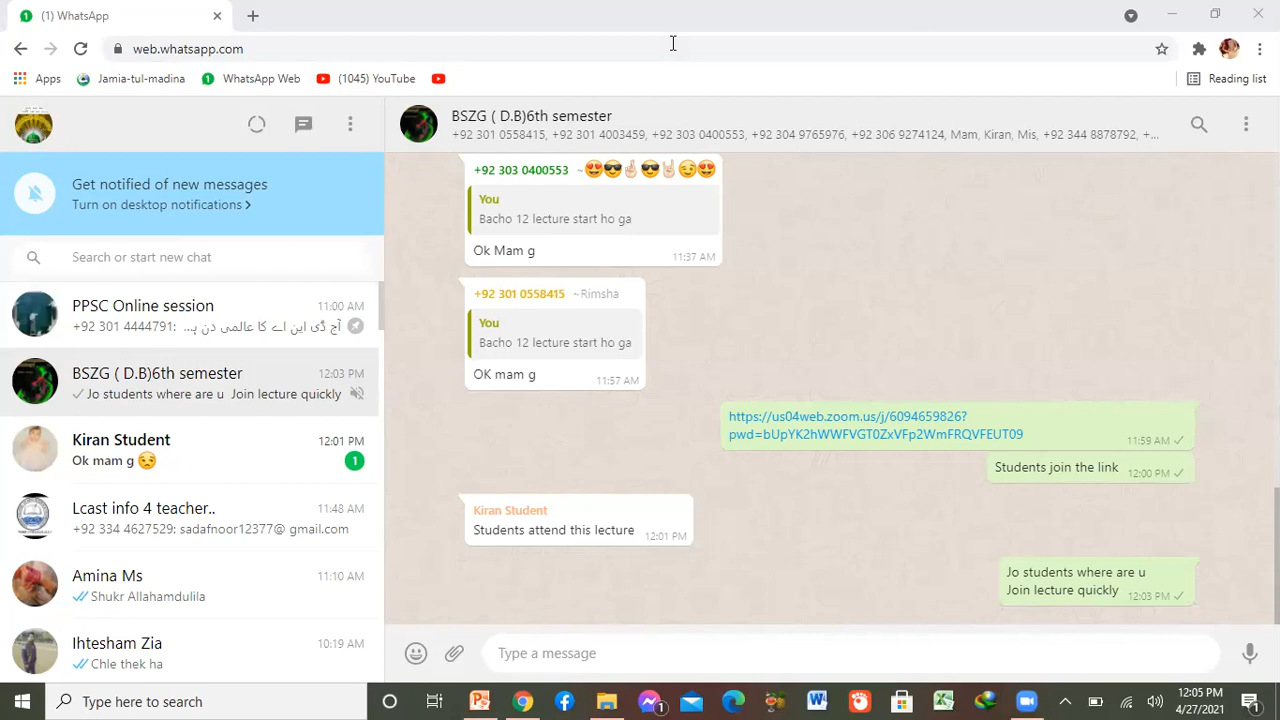 (1) WhatsApp
web.whatsapp.com
Apps
Jamia-tul-madina
WhatsApp Web
(1045) YouTube
Reading list
BSZG ( D.B)6th semester
+92 301 0558415, +92 301 4003459, +92 303 0400553, +92 304 9765976, +92 306 9274124, Mam, Kiran, Mis, +92 344 8878792, +...
Get notified of new messages
Turn on desktop notifications >
Search or start new chat
PPSC Online session
11:00 AM
+92 301 4444791: آج ڈی این اے کا عالمی دن ہ...
BSZG ( D.B)6th semester
12:03 PM
Jo students where are u Join lecture quickly
Kiran Student
12:01 PM
Ok mam g 😒
1
Lcast info 4 teacher..
11:48 AM
+92 334 4627529: sadafnoor12377@ gmail.com
Amina Ms
11:10 AM
Shukr Allahamdulila
Ihtesham Zia
10:19 AM
Chle thek ha
+92 303 0400553 ~😍😎🤞🏻😎🤘🏻😏😍
You
Bacho 12 lecture start ho ga
Ok Mam g
11:37 AM
+92 301 0558415 ~Rimsha
You
Bacho 12 lecture start ho ga
OK mam g
11:57 AM
https://us04web.zoom.us/j/6094659826?
pwd=bUpYK2hWWFVGT0ZxVFp2WmFRQVFEUT09
11:59 AM
Students join the link
12:00 PM
Kiran Student
Students attend this lecture
12:01 PM
Jo students where are u
Join lecture quickly
12:03 PM
Type a message
Type here to search
12:05 PM
4/27/2021